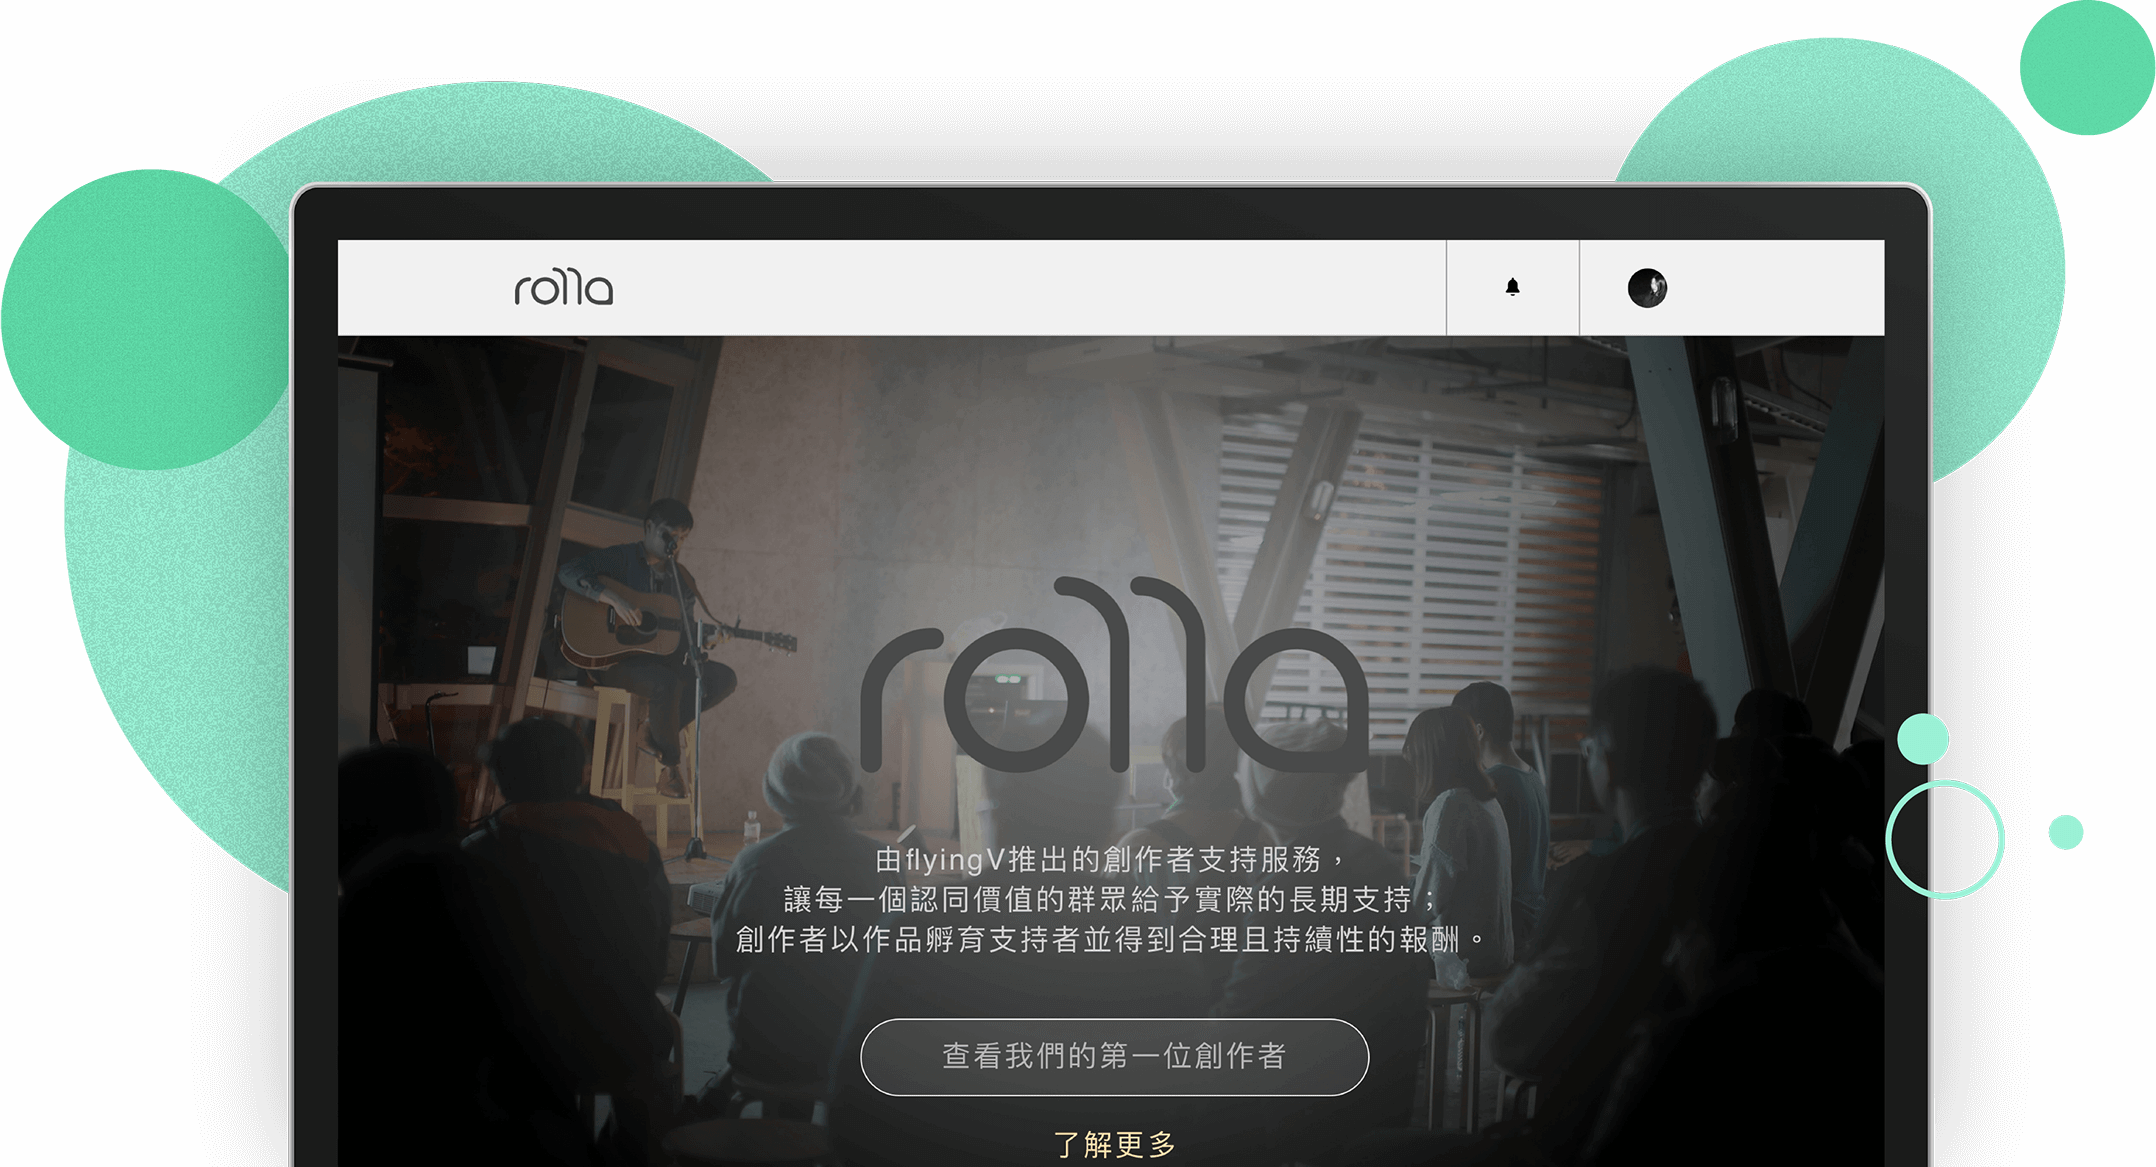 rolla
rolla
由flyingV推出的創作者支持服務，
讓每一個認同價值的群眾給予實際的長期支持；
創作者以作品孵育支持者並得到合理且持續性的報酬。
查看我們的第一位創作者
了解更多